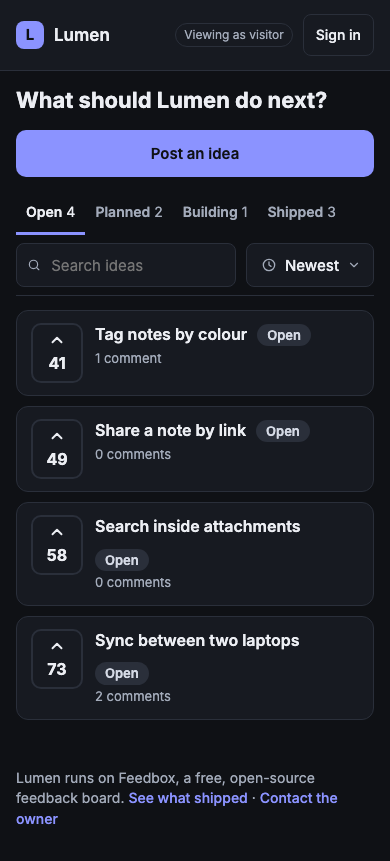 L Lumen Viewing as visitor Sign in
What should Lumen do next?
Post an idea
Open 4 Planned 2 Building 1 Shipped 3
Search ideas Newest
41 Tag notes by colour Open
1 comment
49 Share a note by link Open
0 comments
58 Search inside attachments
Open
0 comments
73 Sync between two laptops
Open
2 comments
Lumen runs on Feedbox, a free, open-source
feedback board. See what shipped · Contact the
owner